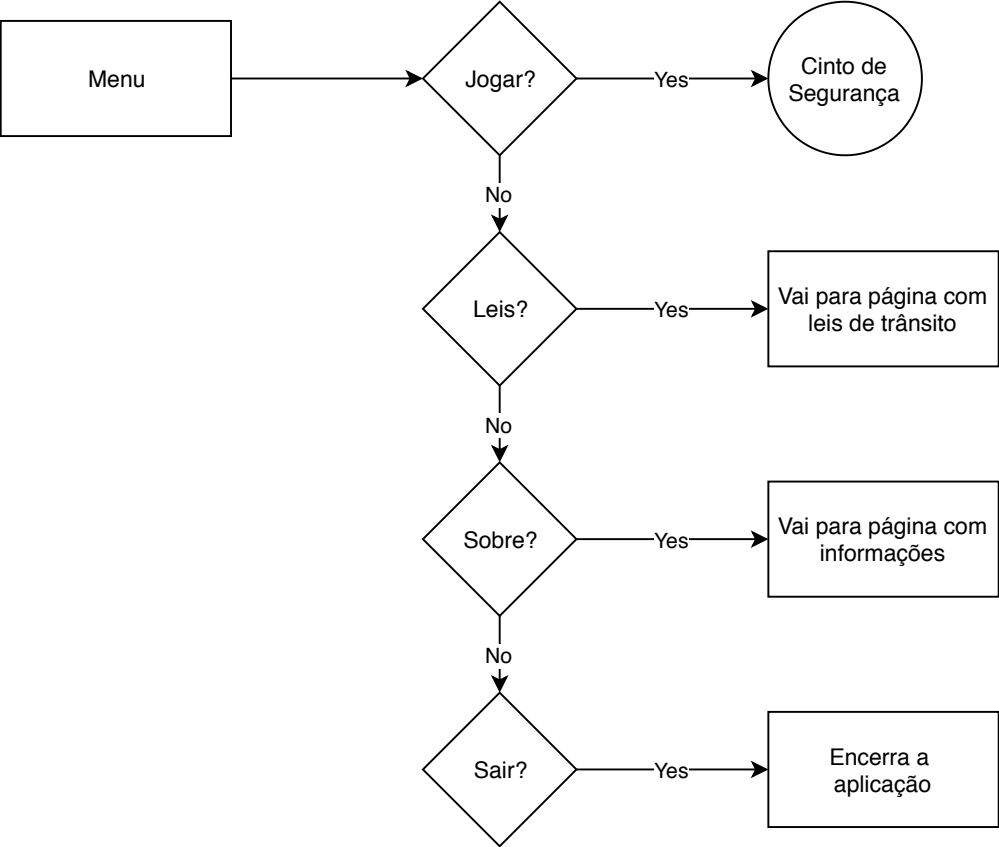 Menu
Jogar?
Yes
Cinto de
Segurança
No
Leis?
Yes
Vai para página com
leis de trânsito
No
Sobre?
Yes
Vai para página com
informações
No
Sair?
Yes
Encerra a
aplicação